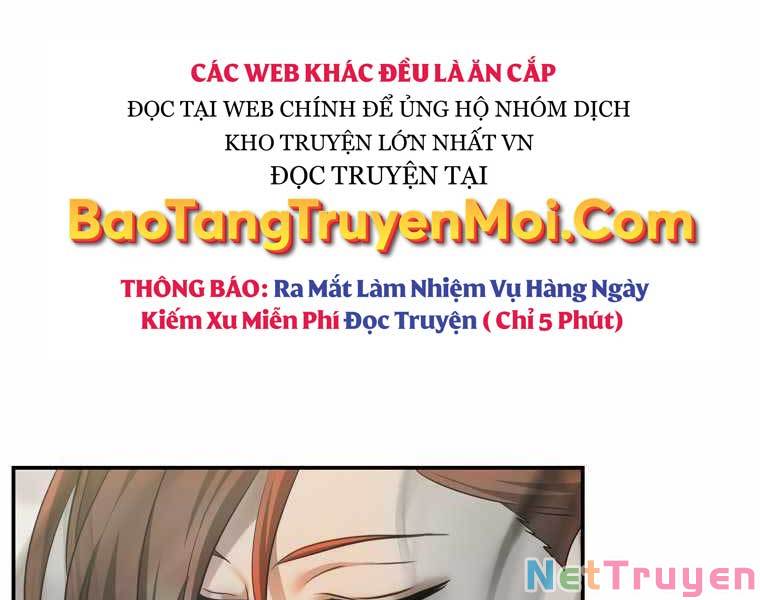 CÁC WEB KHÁC ĐỀU LÀ ĂN CẮP
ĐỌC TẠI WEB CHÍNH ĐỂ ỦNG HỘ NHÓM DỊCH
KHO TRUYỆN LỚN NHẤT VN
ĐỌC TRUYỆN TẠI
BaoTangTruyenMoi.Com
THÔNG BÁO: Ra Mắt Làm Nhiệm Vụ Hàng Ngày
Kiếm Xu Miễn Phí Đọc Truyện ( Chỉ 5 Phút)
NetTruyen